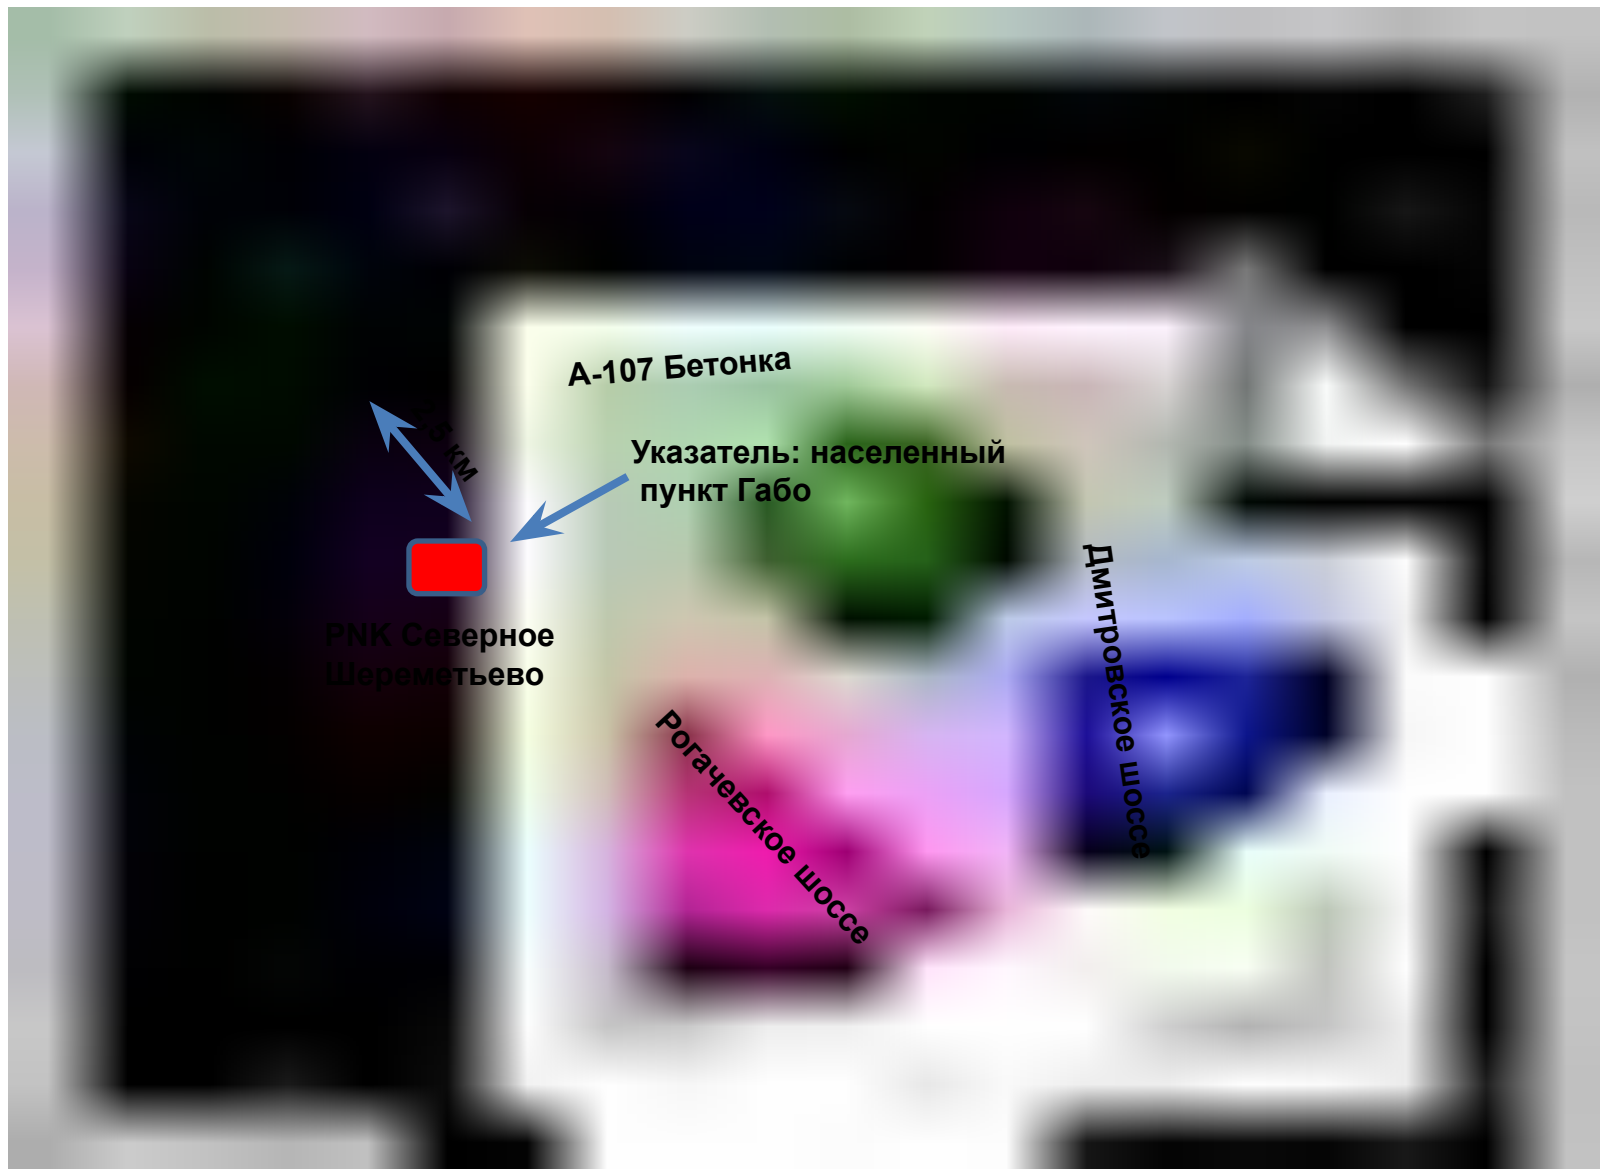 А-107 Бетонка
км
Указатель: населенный
пункт Габо
PNK Северное
Шереметьево
Дмитровское шоссе
Рогачевское шоссе